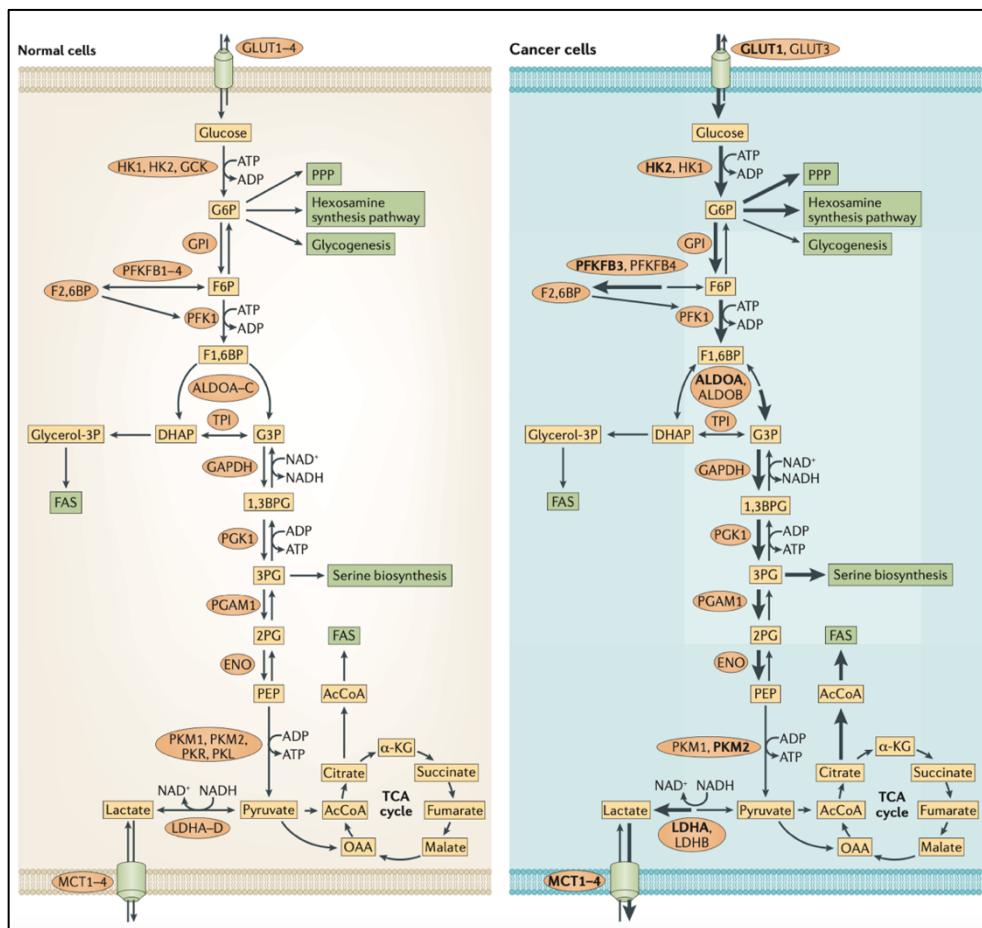 Normal cells
GLUT1–4
Glucose
HK1, HK2, GCK
ATP
ADP
PPP
G6P
Hexosamine
synthesis pathway
Glycogenesis
GPI
PFKFB1–4
F2,6BP
F6P
PFK1
ATP
ADP
F1,6BP
ALDOA–C
TPI
Glycerol-3P
DHAP
G3P
GAPDH
NAD⁺
NADH
FAS
1,3BPG
PGK1
ADP
ATP
3PG
Serine biosynthesis
PGAM1
2PG
FAS
ENO
PEP
AcCoA
PKM1, PKM2,
PKR, PKL
ADP
ATP
α-KG
Citrate
Succinate
NAD⁺
NADH
Lactate
Pyruvate
AcCoA
TCA
cycle
Fumarate
LDHA–D
OAA
Malate
MCT1–4
Cancer cells
GLUT1, GLUT3
Glucose
HK2, HK1
ATP
ADP
PPP
G6P
Hexosamine
synthesis pathway
Glycogenesis
GPI
PFKFB3, PFKFB4
F2,6BP
F6P
PFK1
ATP
ADP
F1,6BP
ALDOA,
ALDOB
TPI
Glycerol-3P
DHAP
G3P
GAPDH
NAD⁺
NADH
FAS
1,3BPG
PGK1
ADP
ATP
3PG
Serine biosynthesis
PGAM1
2PG
FAS
ENO
PEP
AcCoA
PKM1, PKM2
ADP
ATP
α-KG
Citrate
Succinate
NAD⁺
NADH
Lactate
Pyruvate
AcCoA
TCA
cycle
Fumarate
LDHA,
LDHB
OAA
Malate
MCT1–4